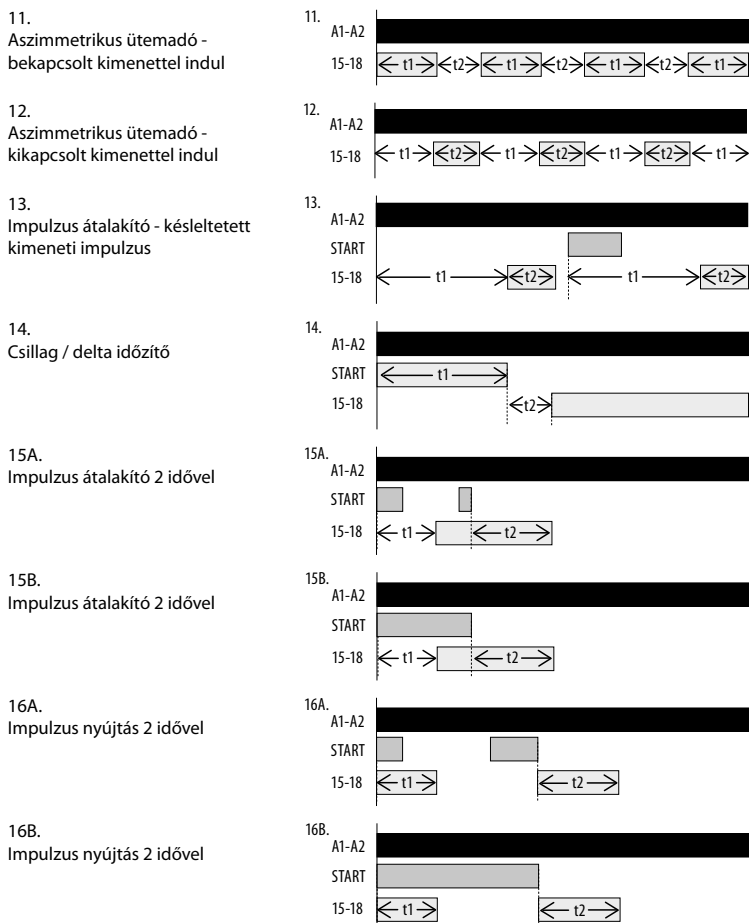 11.
Aszimmetrikus ütemadó -
bekapcsolt kimenettel indul
11.
A1-A2
15-18 t1 t2 t1 t2 t1 t2 t1
12.
Aszimmetrikus ütemadó -
kikapcsolt kimenettel indul
12.
A1-A2
15-18 t1 t2 t1 t2 t1 t2 t1
13.
Impulzus átalakító - késleltetett
kimeneti impulzus
13.
A1-A2
START
15-18 t1 t2 t1 t2
14.
Csillag / delta időzítő
14.
A1-A2
START t1
15-18 t2
15A.
Impulzus átalakító 2 idővel
15A.
A1-A2
START
15-18 t1 t2
15B.
Impulzus átalakító 2 idővel
15B.
A1-A2
START
15-18 t1 t2
16A.
Impulzus nyújtás 2 idővel
16A.
A1-A2
START
15-18 t1 t2
16B.
Impulzus nyújtás 2 idővel
16B.
A1-A2
START
15-18 t1 t2